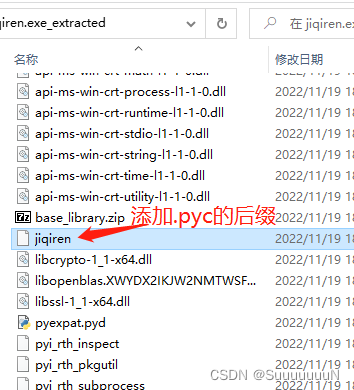 qiren.exe_extracted
在 jiqiren.ex
名称
修改日期
api-ms-win-crt-math-l1-1-0.dll 2022/11/19 18
api-ms-win-crt-process-l1-1-0.dll 2022/11/19 18
api-ms-win-crt-runtime-l1-1-0.dll 2022/11/19 18
api-ms-win-crt-stdio-l1-1-0.dll 2022/11/19 18
api-ms-win-crt-string-l1-1-0.dll 2022/11/19 18
api-ms-win-crt-time-l1-1-0.dll 2022/11/19 18
api-ms-win-crt-utility-l1-1-0.dll 2022/11/19 18
base_library.zip 2022/11/19 18
添加.pyc的后缀
jiqiren 2022/11/19 18
libcrypto-1_1-x64.dll 2022/11/19 18
libopenblas.XWYDX2IKJW2NMTWSF... 2022/11/19 18
libssl-1_1-x64.dll 2022/11/19 18
pyexpat.pyd 2022/11/19 18
pyi_rth_inspect 2022/11/19 18
pyi_rth_pkgutil
pyi_rth_subprocess
CSDN @SuyuuuuuN